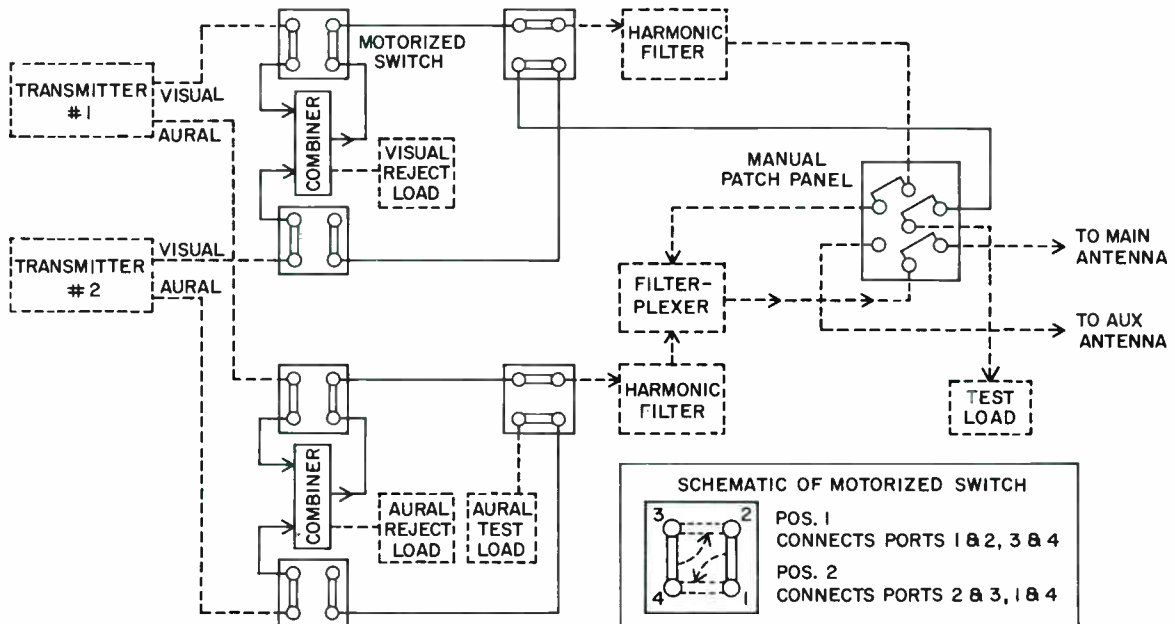 TRANSMITTER
#1
VISUAL
AURAL
MOTORIZED
SWITCH
COMBINER
VISUAL
REJECT
LOAD
HARMONIC
FILTER
MANUAL
PATCH PANEL
TRANSMITTER
#2
VISUAL
AURAL
FILTER-
PLEXER
TO MAIN
ANTENNA
TO AUX
ANTENNA
HARMONIC
FILTER
TEST
LOAD
COMBINER
AURAL
REJECT
LOAD
AURAL
TEST
LOAD
SCHEMATIC OF MOTORIZED SWITCH
3 2
4 1
POS. 1
CONNECTS PORTS 1 & 2, 3 & 4
POS. 2
CONNECTS PORTS 2 & 3, 1 & 4